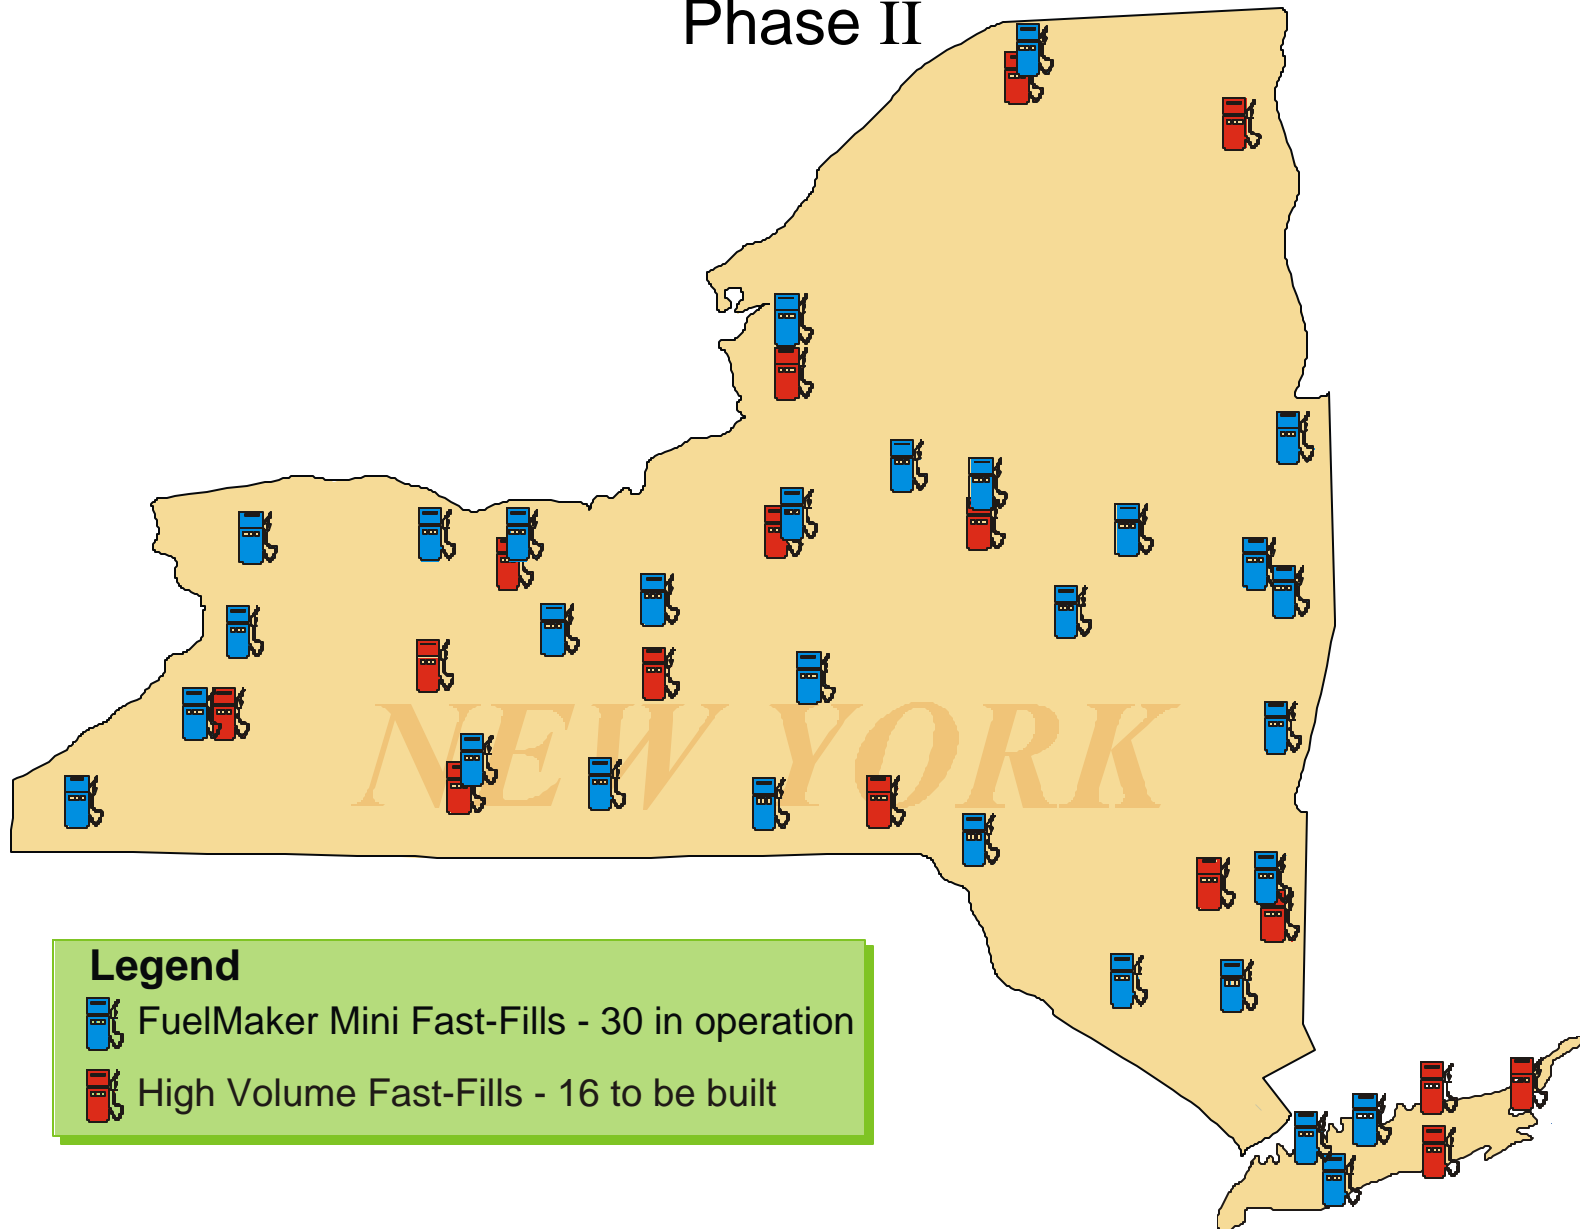 Phase II
NEW YORK
Legend
FuelMaker Mini Fast-Fills - 30 in operation
High Volume Fast-Fills - 16 to be built